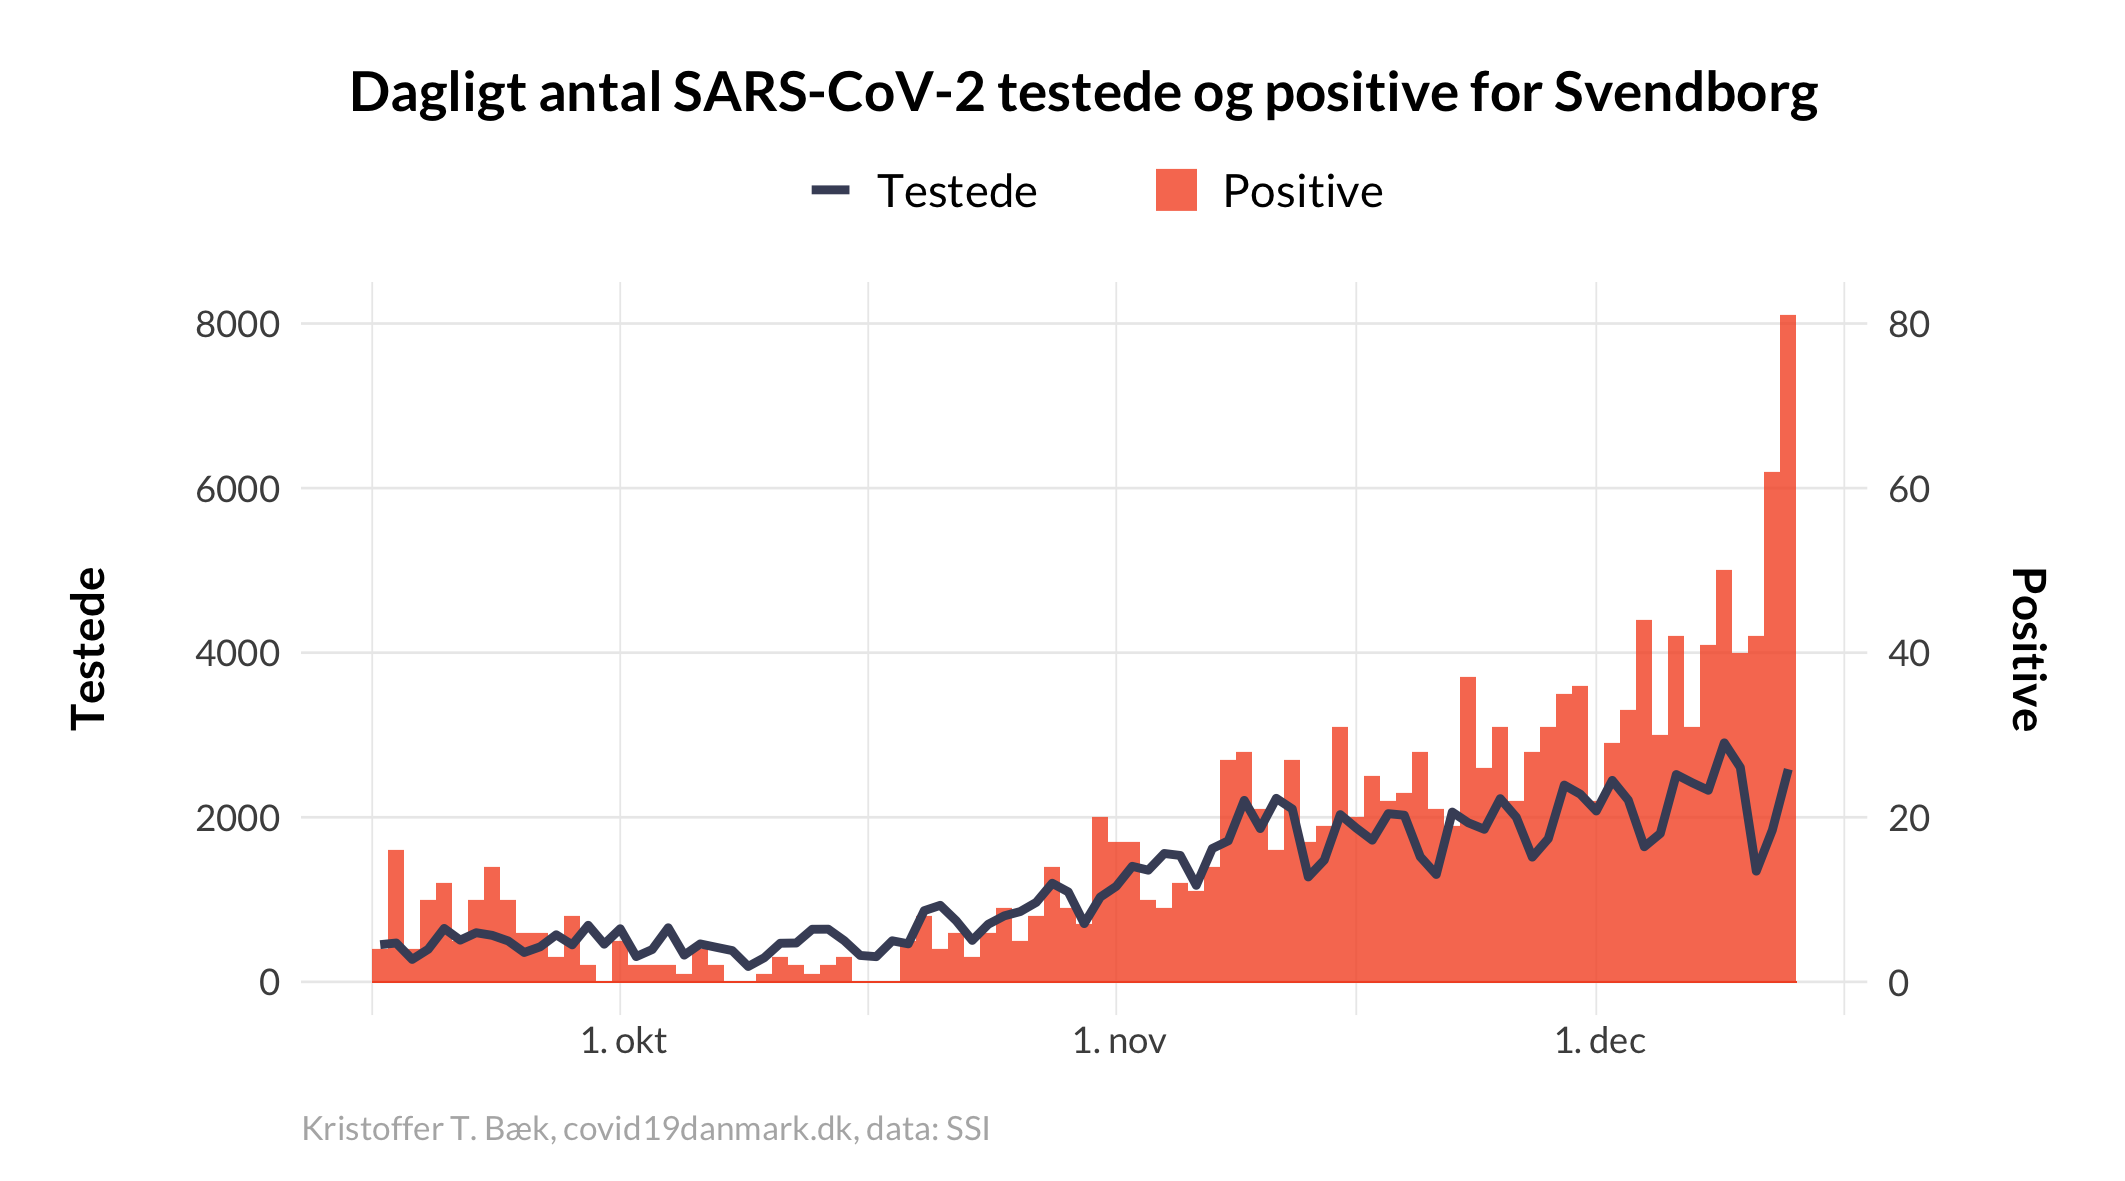 Dagligt antal SARS-CoV-2 testede og positive for Svendborg
Testede
Positive
8000
6000
4000
2000
0
80
60
40
20
0
Testede
Positive
1. okt
1. nov
1. dec
Kristoffer T. Bæk, covid19danmark.dk, data: SSI